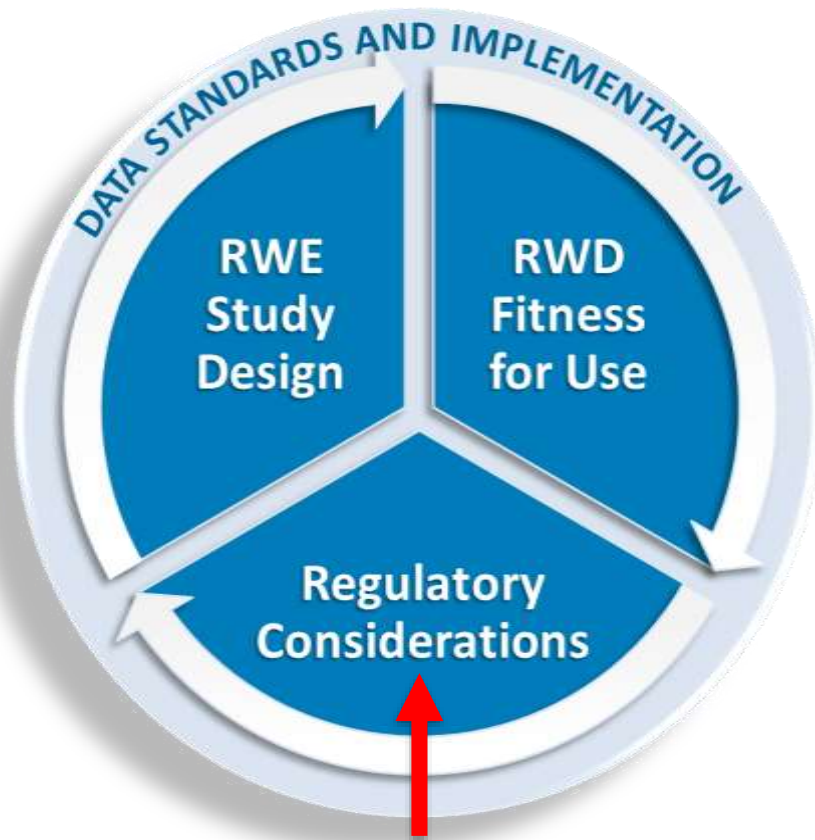 DATA STANDARDS AND IMPLEMENTATION
RWE
Study
Design
RWD
Fitness
for Use
Regulatory
Considerations